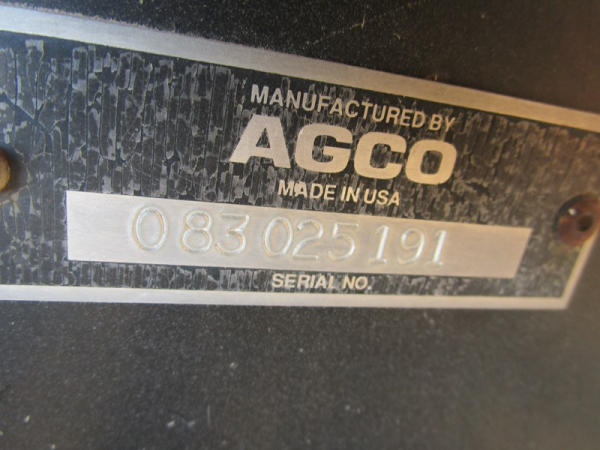 MANUFACTURED BY
AGCO
MADE IN USA
083025191
SERIAL NO.